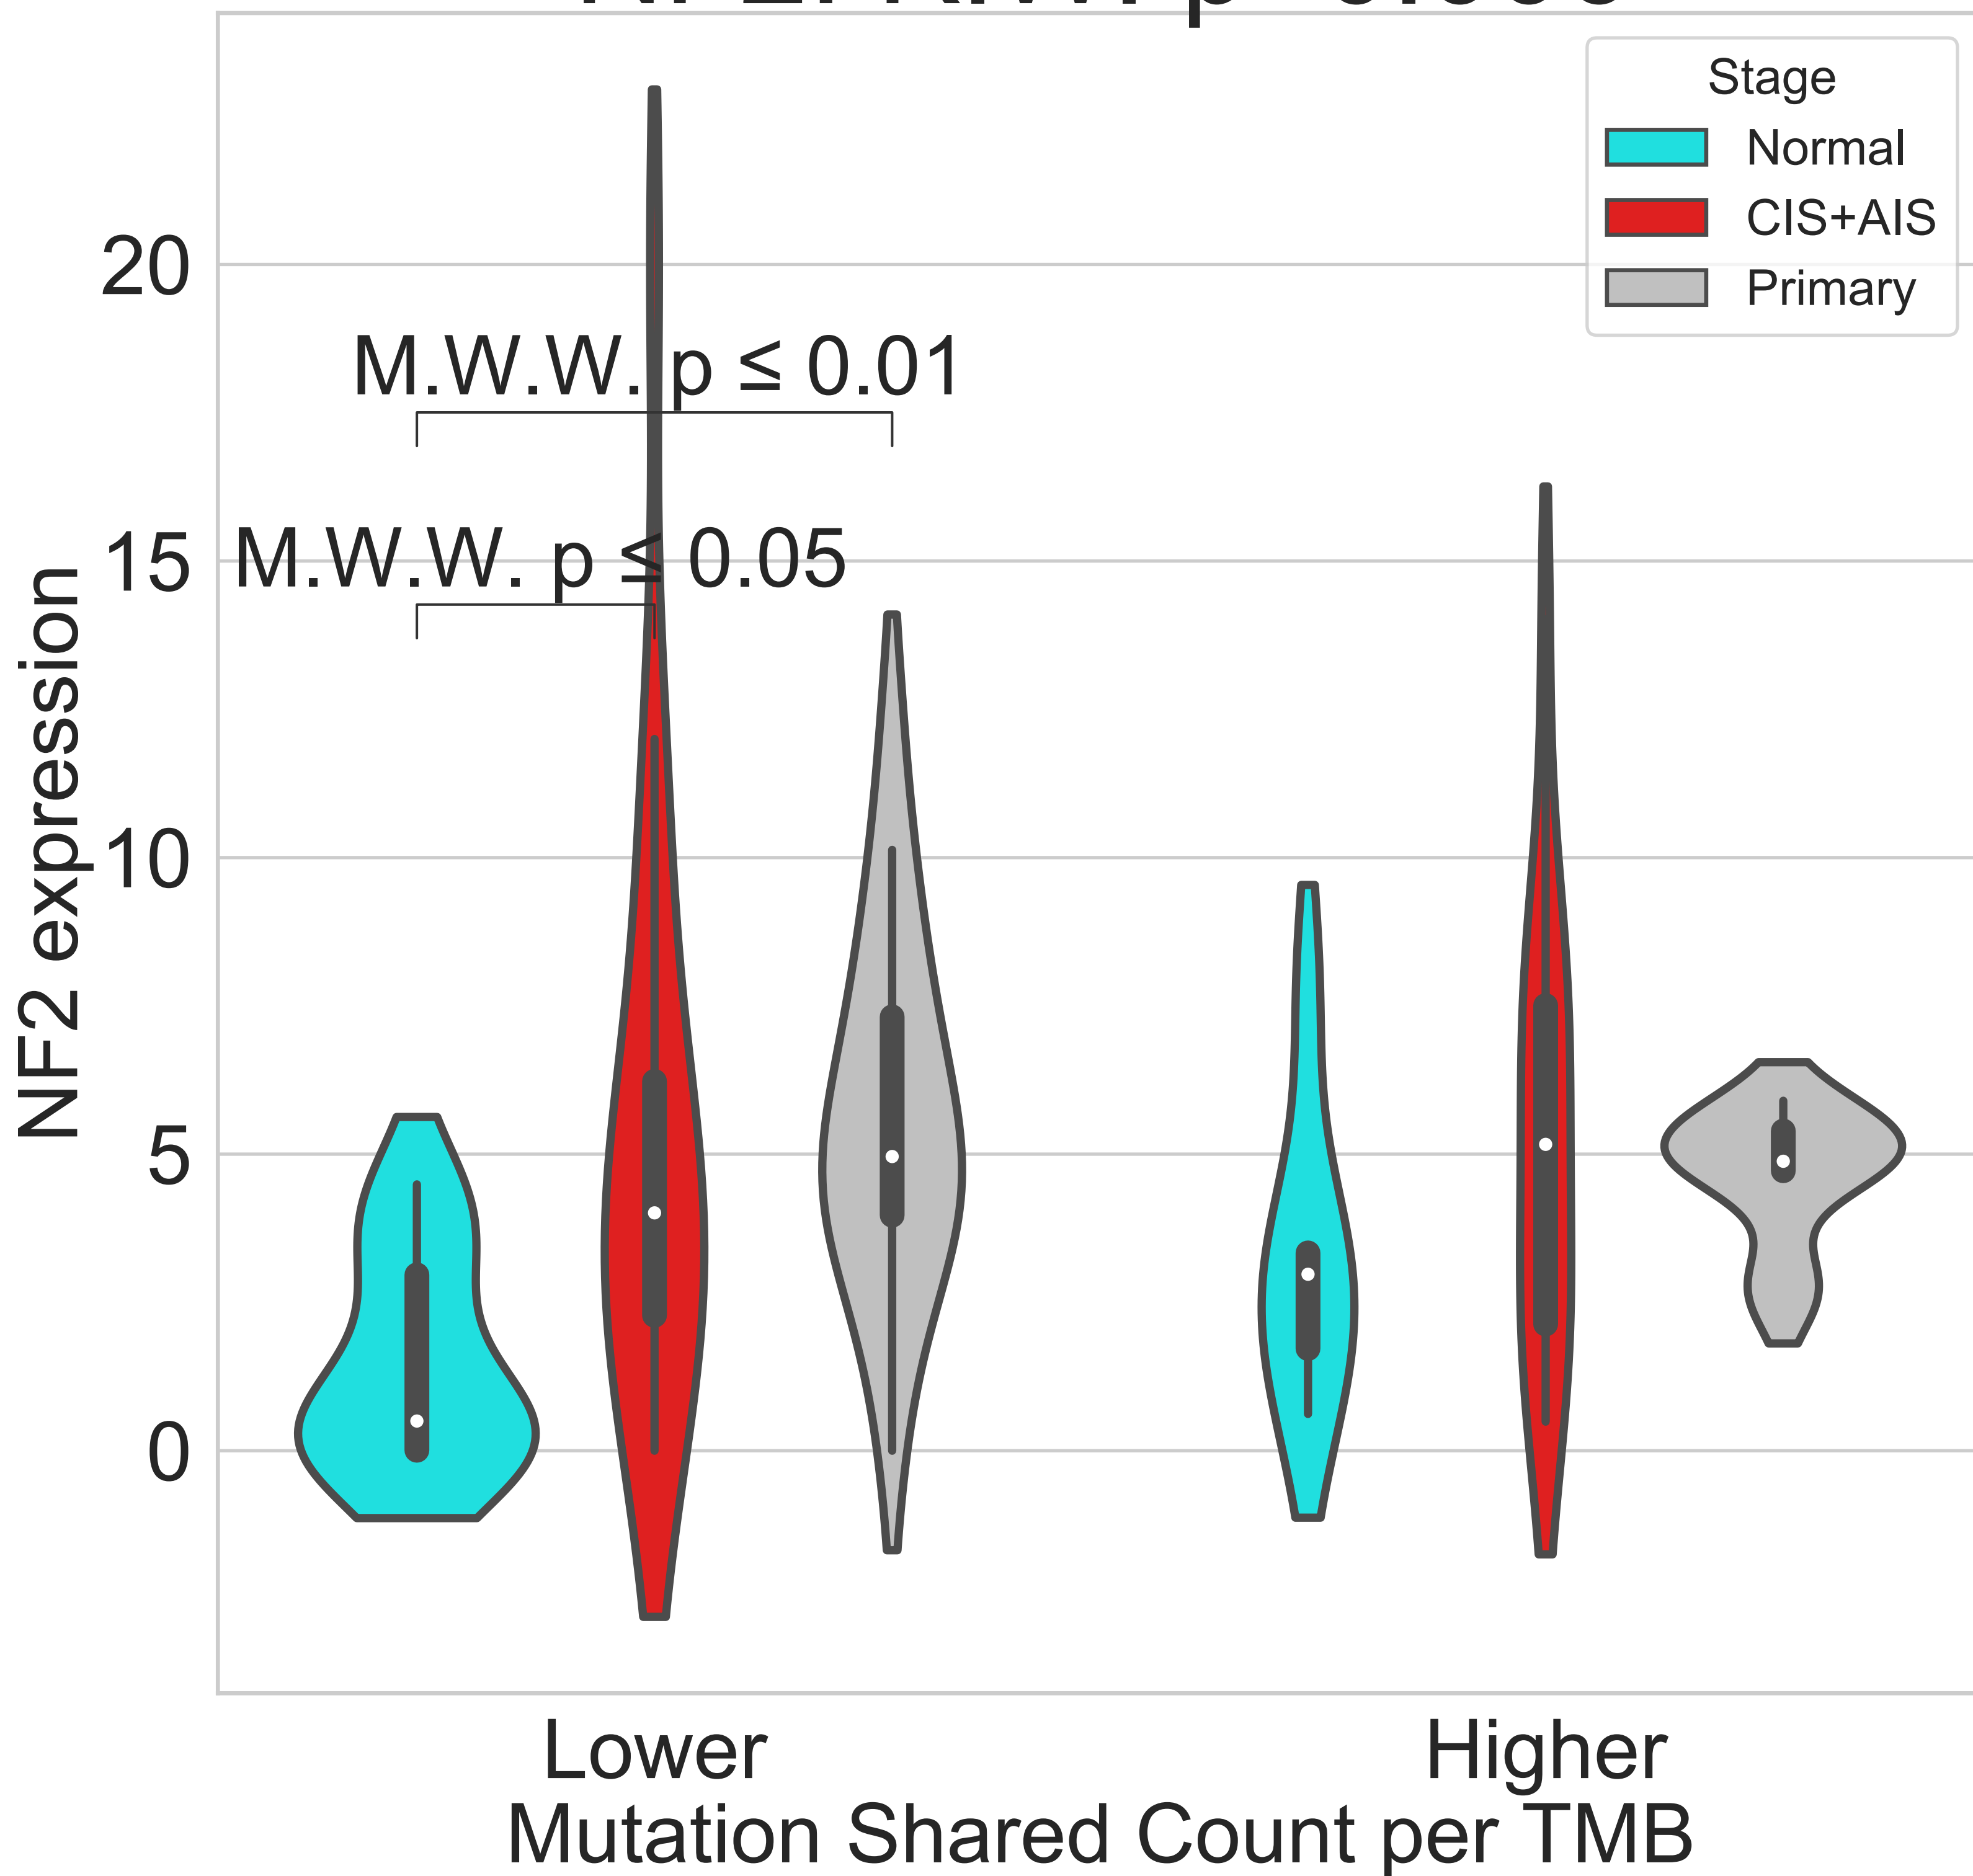 Stage
Normal
CIS+AIS
Primary
20
15
10
5
0
NF2 expression
M.W.W. p ≤ 0.01
M.W.W. p ≤ 0.05
Lower
Higher
Mutation Shared Count per TMB